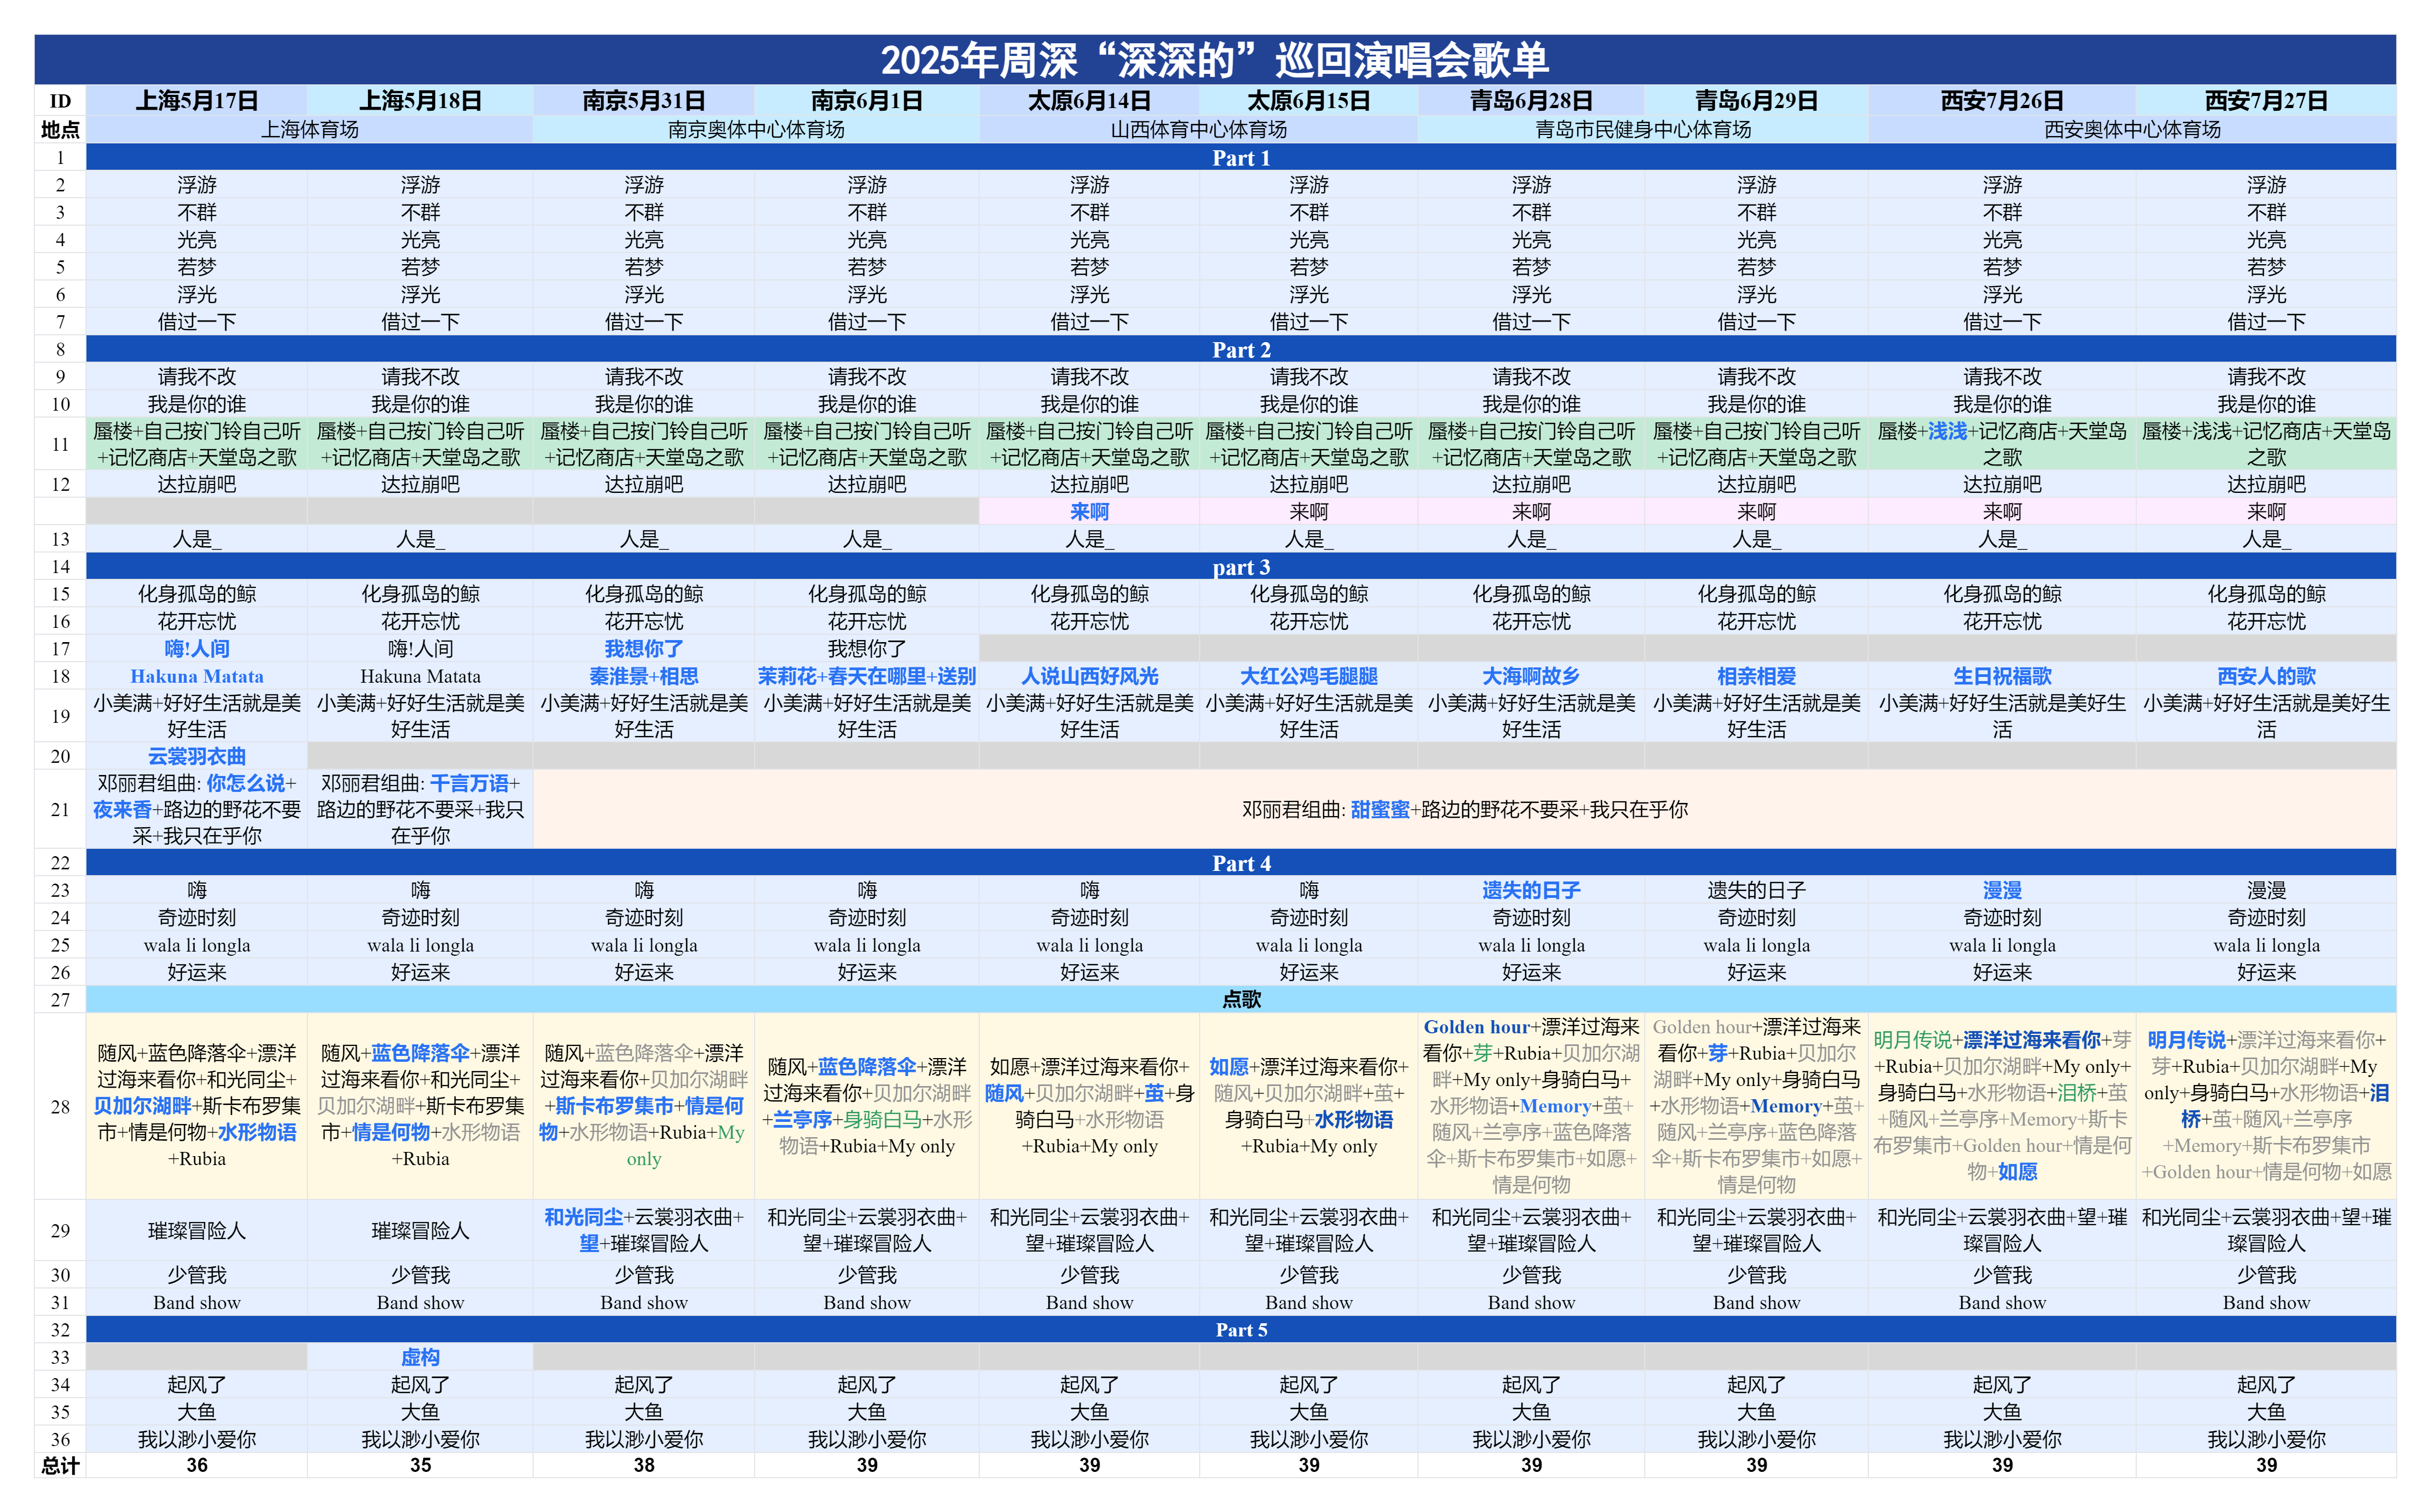 2025年周深“深深的”巡回演唱会歌单
ID 上海5月17日 上海5月18日 南京5月31日 南京6月1日 太原6月14日 太原6月15日 青岛6月28日 青岛6月29日 西安7月26日 西安7月27日
地点 上海体育场 南京奥体中心体育场 山西体育中心体育场 青岛市民健身中心体育场 西安奥体中心体育场
1 Part 1
2 浮游 浮游 浮游 浮游 浮游 浮游 浮游 浮游 浮游 浮游
3 不群 不群 不群 不群 不群 不群 不群 不群 不群 不群
4 光亮 光亮 光亮 光亮 光亮 光亮 光亮 光亮 光亮 光亮
5 若梦 若梦 若梦 若梦 若梦 若梦 若梦 若梦 若梦 若梦
6 浮光 浮光 浮光 浮光 浮光 浮光 浮光 浮光 浮光 浮光
7 借过一下 借过一下 借过一下 借过一下 借过一下 借过一下 借过一下 借过一下 借过一下 借过一下
8 Part 2
9 请我不改 请我不改 请我不改 请我不改 请我不改 请我不改 请我不改 请我不改 请我不改 请我不改
10 我是你的谁 我是你的谁 我是你的谁 我是你的谁 我是你的谁 我是你的谁 我是你的谁 我是你的谁 我是你的谁 我是你的谁
11
蜃楼+自己按门铃自己听
+记忆商店+天堂岛之歌
蜃楼+自己按门铃自己听
+记忆商店+天堂岛之歌
蜃楼+自己按门铃自己听
+记忆商店+天堂岛之歌
蜃楼+自己按门铃自己听
+记忆商店+天堂岛之歌
蜃楼+自己按门铃自己听
+记忆商店+天堂岛之歌
蜃楼+自己按门铃自己听
+记忆商店+天堂岛之歌
蜃楼+自己按门铃自己听
+记忆商店+天堂岛之歌
蜃楼+自己按门铃自己听
+记忆商店+天堂岛之歌
蜃楼+浅浅+记忆商店+天堂岛
之歌
蜃楼+浅浅+记忆商店+天堂岛
之歌
12 达拉崩吧 达拉崩吧 达拉崩吧 达拉崩吧 达拉崩吧 达拉崩吧 达拉崩吧 达拉崩吧 达拉崩吧 达拉崩吧
来啊 来啊 来啊 来啊 来啊 来啊
13 人是_ 人是_ 人是_ 人是_ 人是_ 人是_ 人是_ 人是_ 人是_ 人是_
14 part 3
15 化身孤岛的鲸 化身孤岛的鲸 化身孤岛的鲸 化身孤岛的鲸 化身孤岛的鲸 化身孤岛的鲸 化身孤岛的鲸 化身孤岛的鲸 化身孤岛的鲸 化身孤岛的鲸
16 花开忘忧 花开忘忧 花开忘忧 花开忘忧 花开忘忧 花开忘忧 花开忘忧 花开忘忧 花开忘忧 花开忘忧
17 嗨!人间 嗨!人间 我想你了 我想你了
18 Hakuna Matata Hakuna Matata 秦淮景+相思 茉莉花+春天在哪里+送别 人说山西好风光 大红公鸡毛腿腿 大海啊故乡 相亲相爱 生日祝福歌 西安人的歌
19
小美满+好好生活就是美
好生活
小美满+好好生活就是美
好生活
小美满+好好生活就是美
好生活
小美满+好好生活就是美
好生活
小美满+好好生活就是美
好生活
小美满+好好生活就是美
好生活
小美满+好好生活就是美
好生活
小美满+好好生活就是美
好生活
小美满+好好生活就是美好生
活
小美满+好好生活就是美好生
活
20 云裳羽衣曲
21
邓丽君组曲: 你怎么说+
夜来香+路边的野花不要
采+我只在乎你
邓丽君组曲: 千言万语+
路边的野花不要采+我只
在乎你
邓丽君组曲: 甜蜜蜜+路边的野花不要采+我只在乎你
22 Part 4
23 嗨 嗨 嗨 嗨 嗨 嗨 遗失的日子 遗失的日子 漫漫 漫漫
24 奇迹时刻 奇迹时刻 奇迹时刻 奇迹时刻 奇迹时刻 奇迹时刻 奇迹时刻 奇迹时刻 奇迹时刻 奇迹时刻
25 wala li longla wala li longla wala li longla wala li longla wala li longla wala li longla wala li longla wala li longla wala li longla wala li longla
26 好运来 好运来 好运来 好运来 好运来 好运来 好运来 好运来 好运来 好运来
27 点歌
28
随风+蓝色降落伞+漂洋
过海来看你+和光同尘+
贝加尔湖畔+斯卡布罗集
市+情是何物+水形物语
+Rubia
随风+蓝色降落伞+漂洋
过海来看你+和光同尘+
贝加尔湖畔+斯卡布罗集
市+情是何物+水形物语
+Rubia
随风+蓝色降落伞+漂洋
过海来看你+贝加尔湖畔
+斯卡布罗集市+情是何
物+水形物语+Rubia+My
only
随风+蓝色降落伞+漂洋
过海来看你+贝加尔湖畔
+兰亭序+身骑白马+水形
物语+Rubia+My only
如愿+漂洋过海来看你+
随风+贝加尔湖畔+茧+身
骑白马+水形物语
+Rubia+My only
如愿+漂洋过海来看你+
随风+贝加尔湖畔+茧+
身骑白马+水形物语
+Rubia+My only
Golden hour+漂洋过海来
看你+芽+Rubia+贝加尔湖
畔+My only+身骑白马+
水形物语+Memory+茧+
随风+兰亭序+蓝色降落
伞+斯卡布罗集市+如愿+
情是何物
Golden hour+漂洋过海来
看你+芽+Rubia+贝加尔
湖畔+My only+身骑白马
+水形物语+Memory+茧+
随风+兰亭序+蓝色降落
伞+斯卡布罗集市+如愿+
情是何物
明月传说+漂洋过海来看你+芽
+Rubia+贝加尔湖畔+My only+
身骑白马+水形物语+泪桥+茧
+随风+兰亭序+Memory+斯卡
布罗集市+Golden hour+情是何
物+如愿
明月传说+漂洋过海来看你+
芽+Rubia+贝加尔湖畔+My
only+身骑白马+水形物语+泪
桥+茧+随风+兰亭序
+Memory+斯卡布罗集市
+Golden hour+情是何物+如愿
29
璀璨冒险人
璀璨冒险人
和光同尘+云裳羽衣曲+
望+璀璨冒险人
和光同尘+云裳羽衣曲+
望+璀璨冒险人
和光同尘+云裳羽衣曲+
望+璀璨冒险人
和光同尘+云裳羽衣曲+
望+璀璨冒险人
和光同尘+云裳羽衣曲+
望+璀璨冒险人
和光同尘+云裳羽衣曲+
望+璀璨冒险人
和光同尘+云裳羽衣曲+望+璀
璨冒险人
和光同尘+云裳羽衣曲+望+璀
璨冒险人
30 少管我 少管我 少管我 少管我 少管我 少管我 少管我 少管我 少管我 少管我
31 Band show Band show Band show Band show Band show Band show Band show Band show Band show Band show
32 Part 5
33 虚构
34 起风了 起风了 起风了 起风了 起风了 起风了 起风了 起风了 起风了 起风了
35 大鱼 大鱼 大鱼 大鱼 大鱼 大鱼 大鱼 大鱼 大鱼 大鱼
36 我以渺小爱你 我以渺小爱你 我以渺小爱你 我以渺小爱你 我以渺小爱你 我以渺小爱你 我以渺小爱你 我以渺小爱你 我以渺小爱你 我以渺小爱你
总计 36 35 38 39 39 39 39 39 39 39